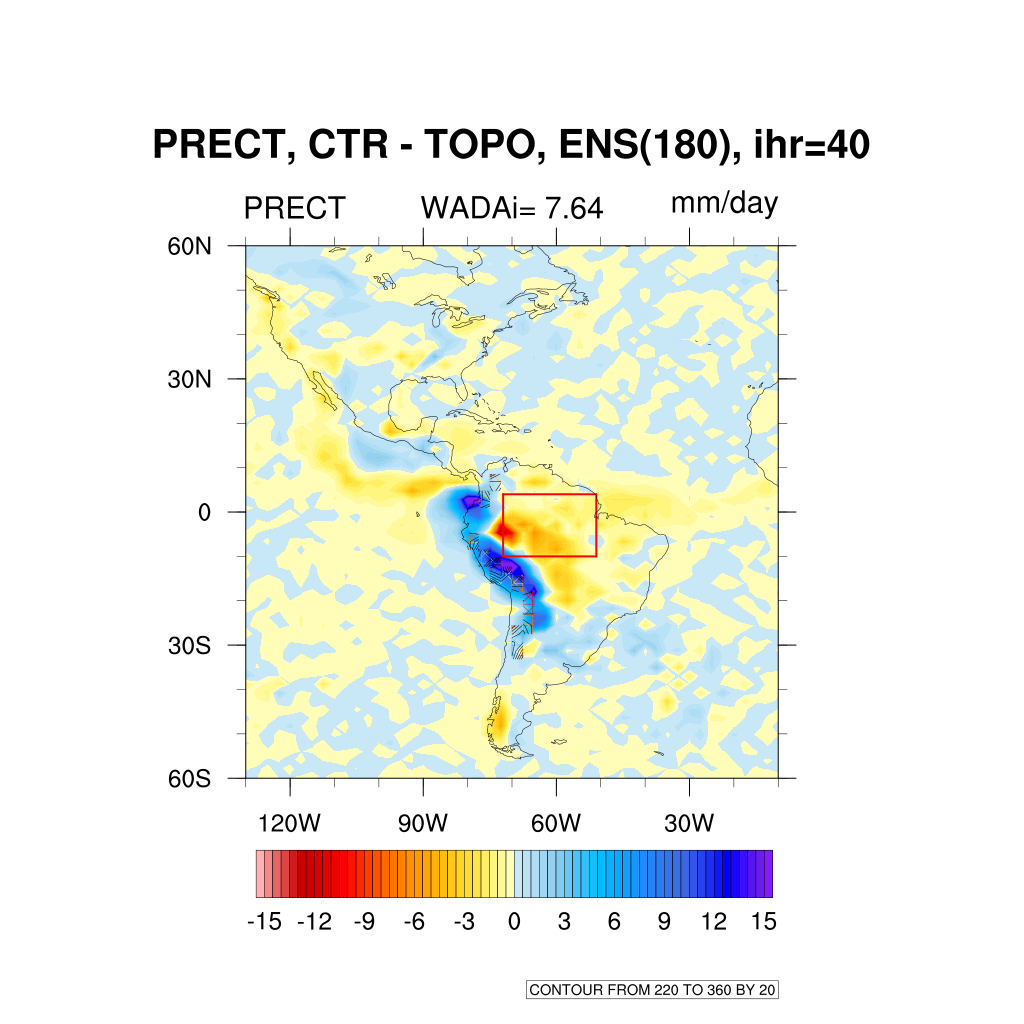 PRECT, CTR - TOPO, ENS(180), ihr=40
PRECT WADAi= 7.64 mm/day
60N
30N
0
30S
60S
120W 90W 60W 30W
-15 -12 -9 -6 -3 0 3 6 9 12 15
CONTOUR FROM 220 TO 360 BY 20